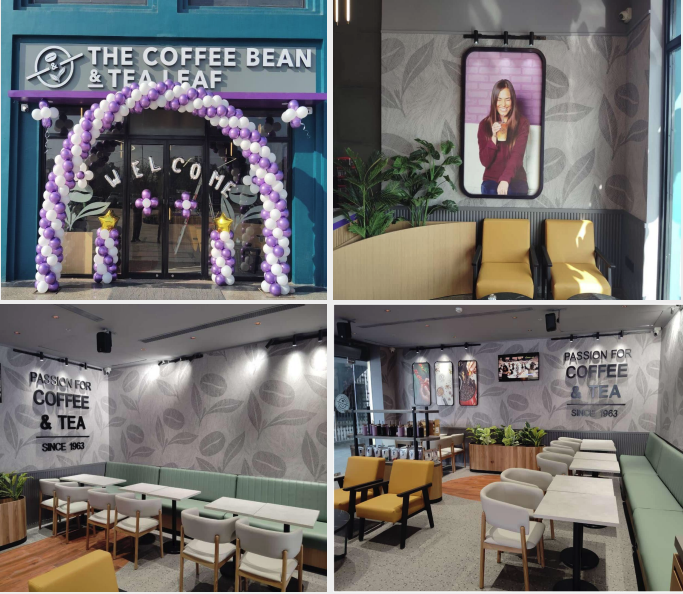 THE COFFEE BEAN
& TEA LEAF
WELCOME
PASSION FOR
COFFEE
& TEA
SINCE 1963
PASSION FOR
COFFEE
& TEA
SINCE 1963